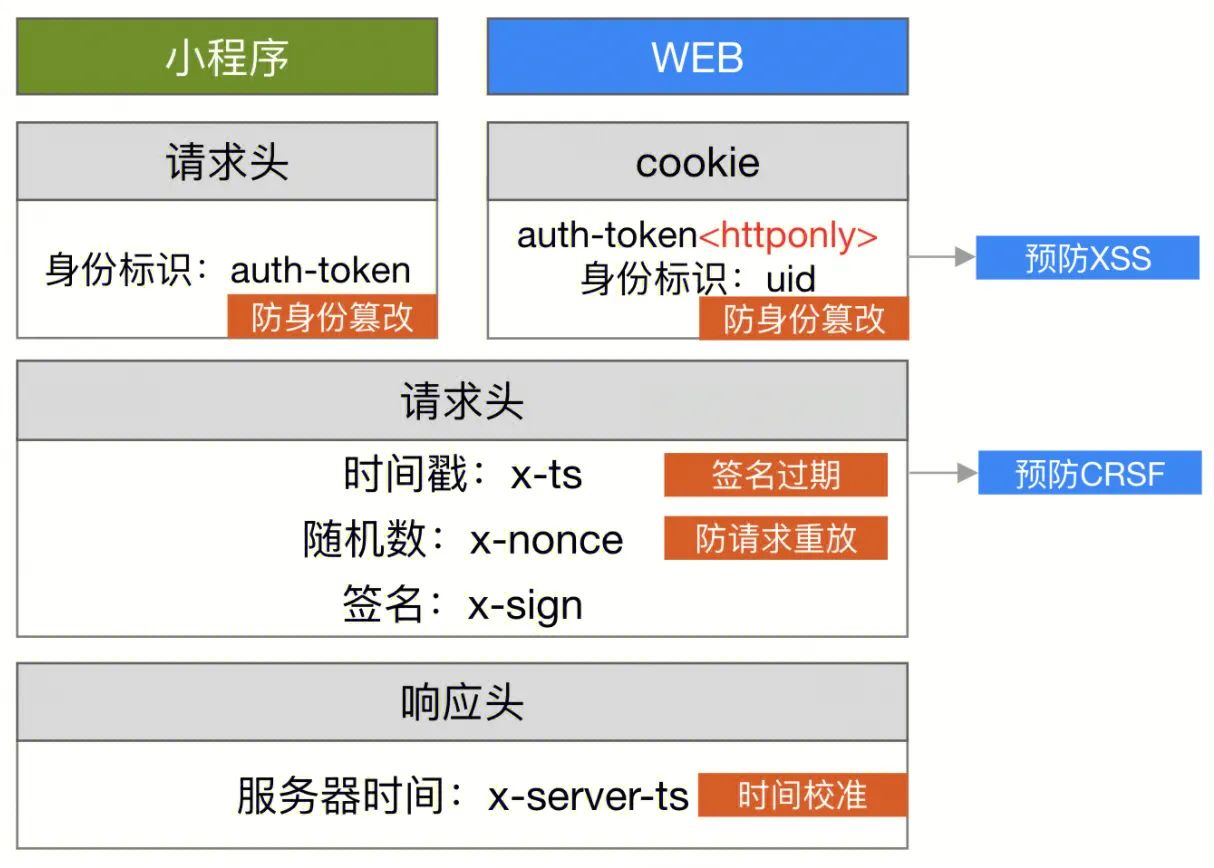 小程序
WEB
请求头
cookie
身份标识：auth-token
防身份篡改
auth-token<httponly>
身份标识：uid
防身份篡改
预防XSS
请求头
时间戳：x-ts
签名过期
预防CRSF
随机数：x-nonce
防请求重放
签名：x-sign
响应头
服务器时间：x-server-ts
时间校准